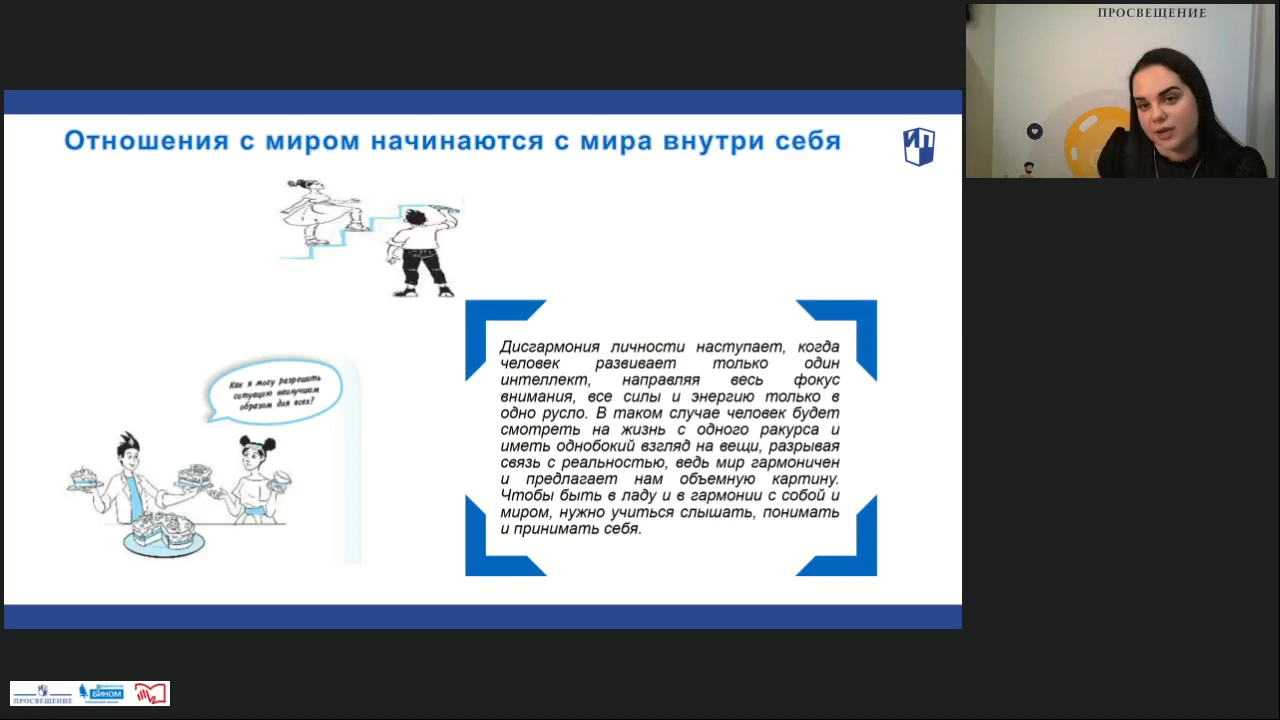 ПРОСВЕЩЕНИЕ
Отношения с миром начинаются с мира внутри себя
Как я могу разрешить
ситуацию наилучшим
образом для всех?
Дисгармония личности наступает, когда
человек развивает только один
интеллект, направляя весь фокус
внимания, все силы и энергию только в
одно русло. В таком случае человек будет
смотреть на жизнь с одного ракурса и
иметь однобокий взгляд на вещи, разрывая
связь с реальностью, ведь мир гармоничен
и предлагает нам объемную картину.
Чтобы быть в ладу и в гармонии с собой и
миром, нужно учиться слышать, понимать
и принимать себя.
ПРОСВЕЩЕНИЕ
БИНОМ